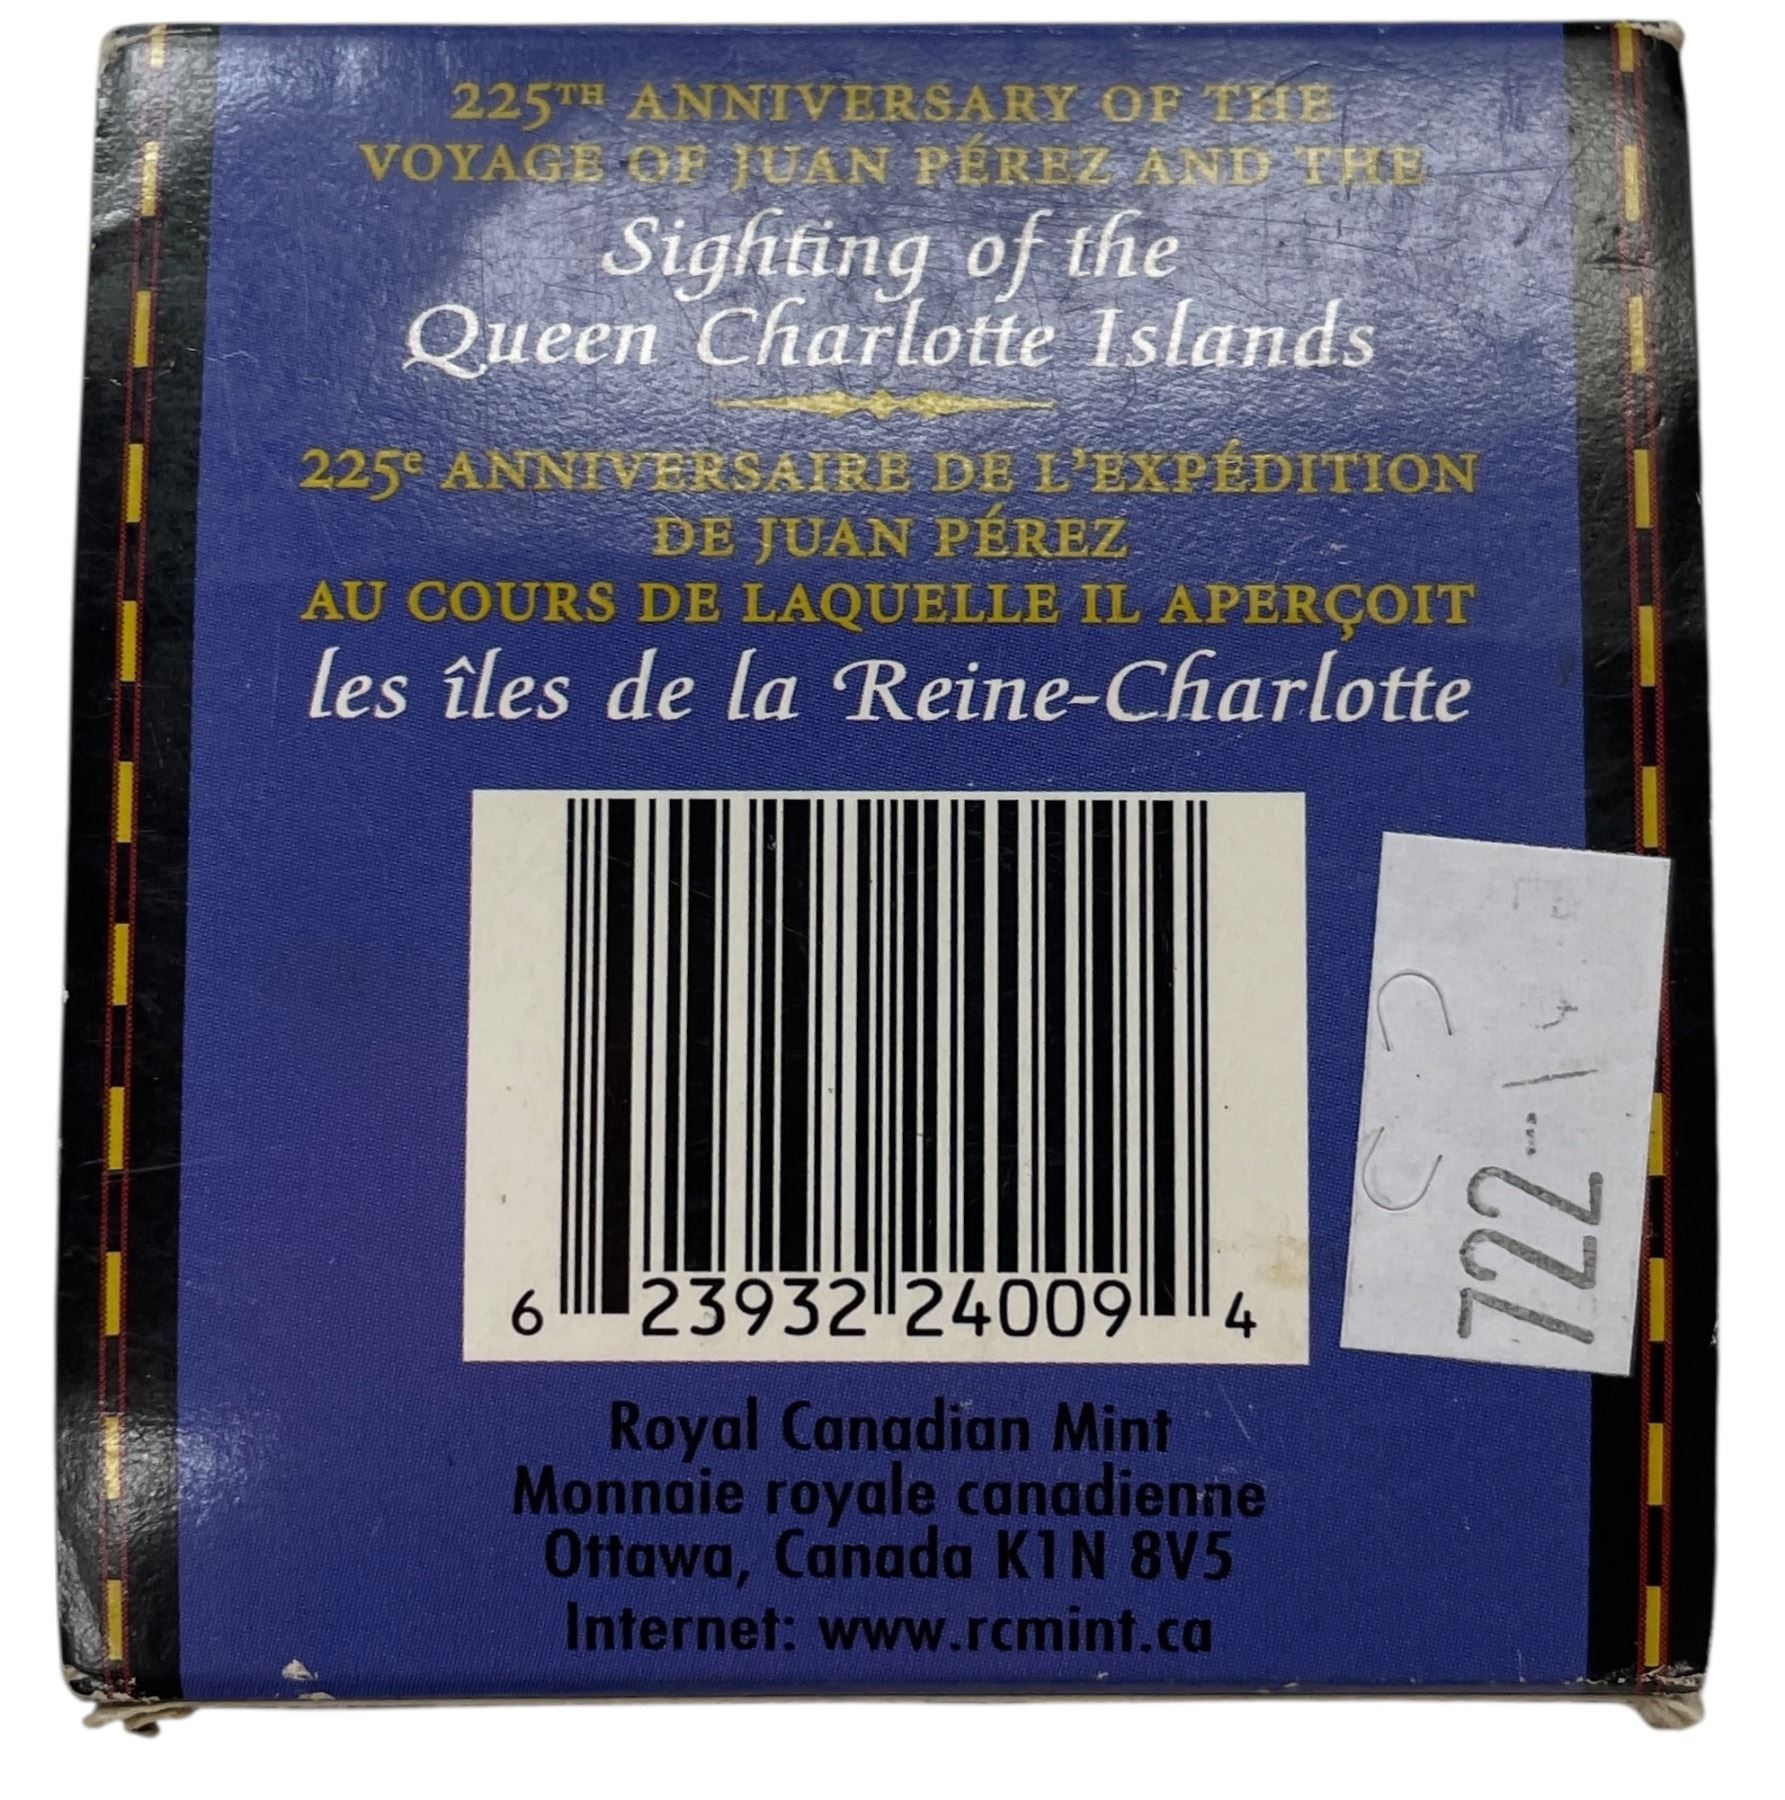 225TH ANNIVERSARY OF THE
VOYAGE OF JUAN PÉREZ AND THE
Sighting of the
Queen Charlotte Islands
225e ANNIVERSAIRE DE L'EXPÉDITION
DE JUAN PÉREZ
AU COURS DE LAQUELLE IL APERÇOIT
les îles de la Reine-Charlotte
6 23932 24009 4
722-
Royal Canadian Mint
Monnaie royale canadienne
Ottawa, Canada K1N 8V5
Internet: www.rcmint.ca